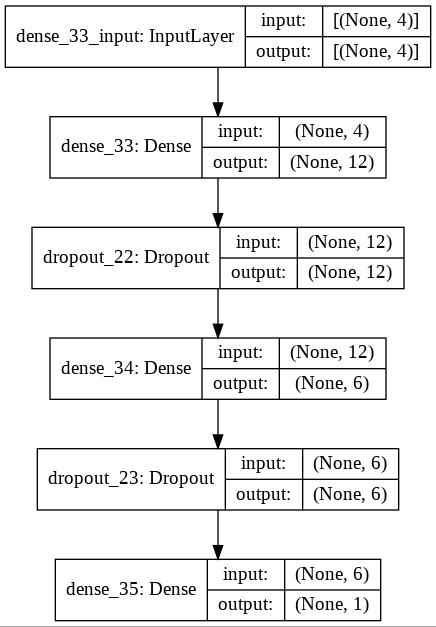 dense_33_input: InputLayer
input: [(None, 4)]
output: [(None, 4)]
dense_33: Dense
input: (None, 4)
output: (None, 12)
dropout_22: Dropout
input: (None, 12)
output: (None, 12)
dense_34: Dense
input: (None, 12)
output: (None, 6)
dropout_23: Dropout
input: (None, 6)
output: (None, 6)
dense_35: Dense
input: (None, 6)
output: (None, 1)